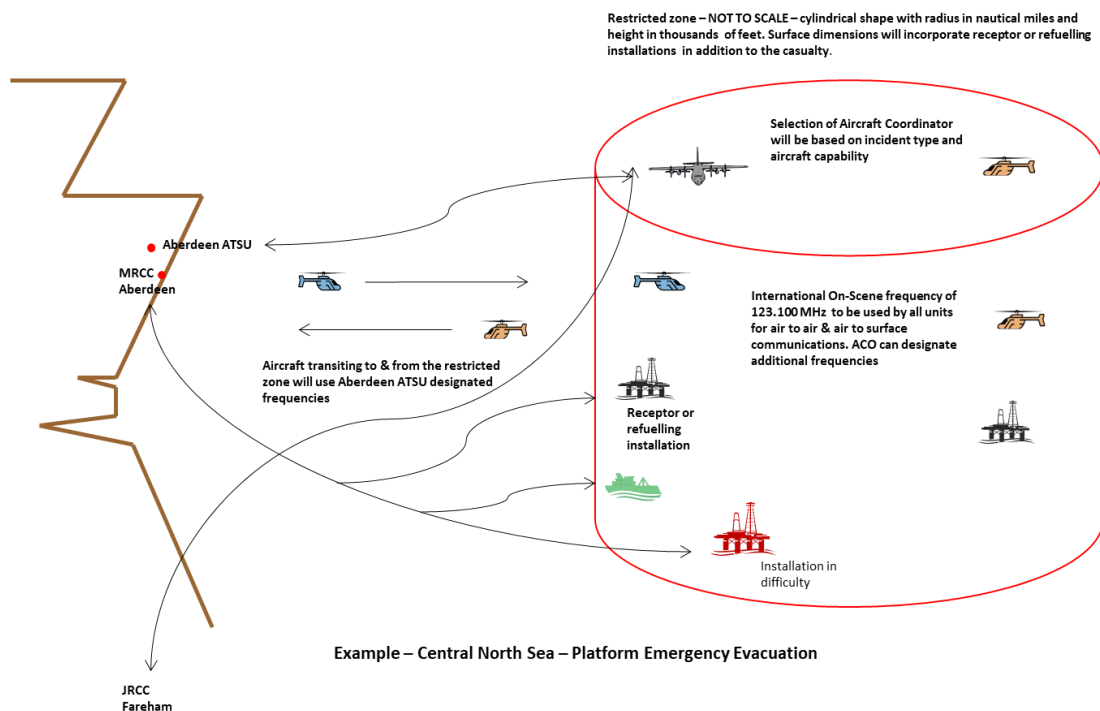 Restricted zone – NOT TO SCALE – cylindrical shape with radius in nautical miles and
height in thousands  of feet. Surface dimensions will incorporate receptor or refuelling
installations  in addition to the casualty.
Selection of Aircraft Coordinator
will be based on incident type and
aircraft capability
Aberdeen ATSU
MRCC
Aberdeen
International On-Scene frequency of
123.100 MHz  to be used by all units
for air to air & air to surface
communications. ACO can designate
additional frequencies
Aircraft transiting to & from the restricted
zone will use Aberdeen ATSU designated
frequencies
Receptor or
refuelling
installation
Installation in
difficulty
Example – Central North Sea – Platform Emergency Evacuation
JRCC
Fareham